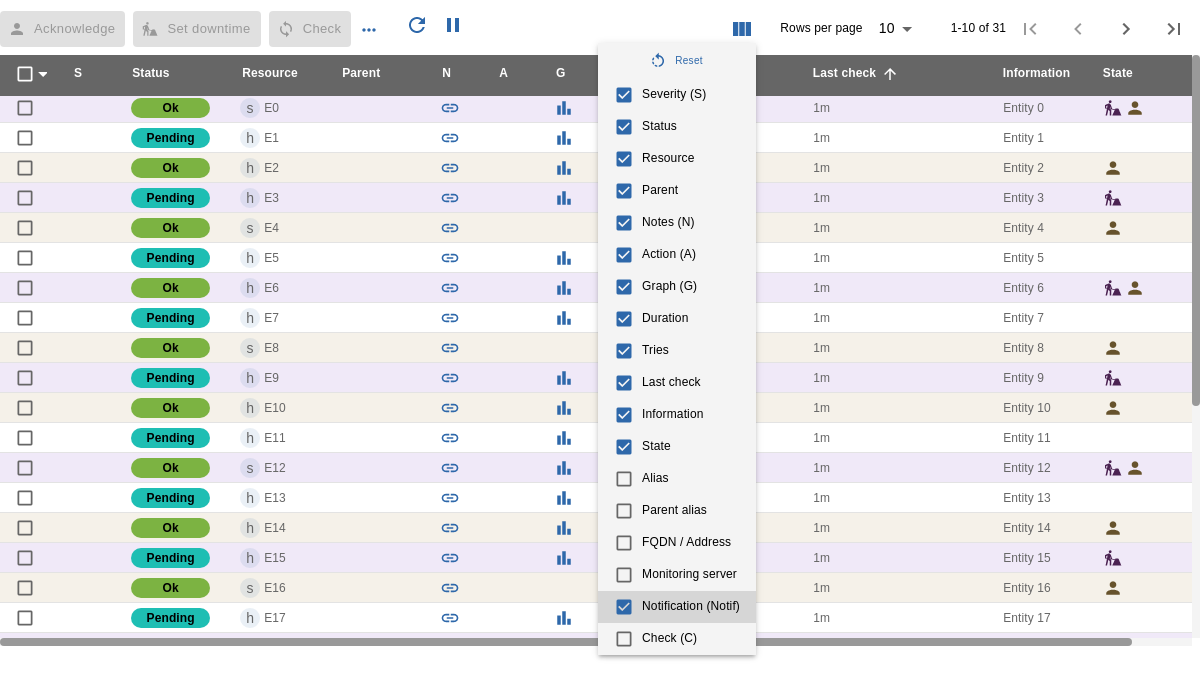 Acknowledge Set downtime Check Rows per page 10 1-10 of 31
S Status Resource Parent N A G Last check Information State
Ok s E0 1m Entity 0
Pending h E1 1m Entity 1
Ok h E2 1m Entity 2
Pending h E3 1m Entity 3
Ok s E4 1m Entity 4
Pending h E5 1m Entity 5
Ok h E6 1m Entity 6
Pending h E7 1m Entity 7
Ok s E8 1m Entity 8
Pending h E9 1m Entity 9
Ok h E10 1m Entity 10
Pending h E11 1m Entity 11
Ok s E12 1m Entity 12
Pending h E13 1m Entity 13
Ok h E14 1m Entity 14
Pending h E15 1m Entity 15
Ok s E16 1m Entity 16
Pending h E17 1m Entity 17
Reset
Severity (S)
Status
Resource
Parent
Notes (N)
Action (A)
Graph (G)
Duration
Tries
Last check
Information
State
Alias
Parent alias
FQDN / Address
Monitoring server
Notification (Notif)
Check (C)